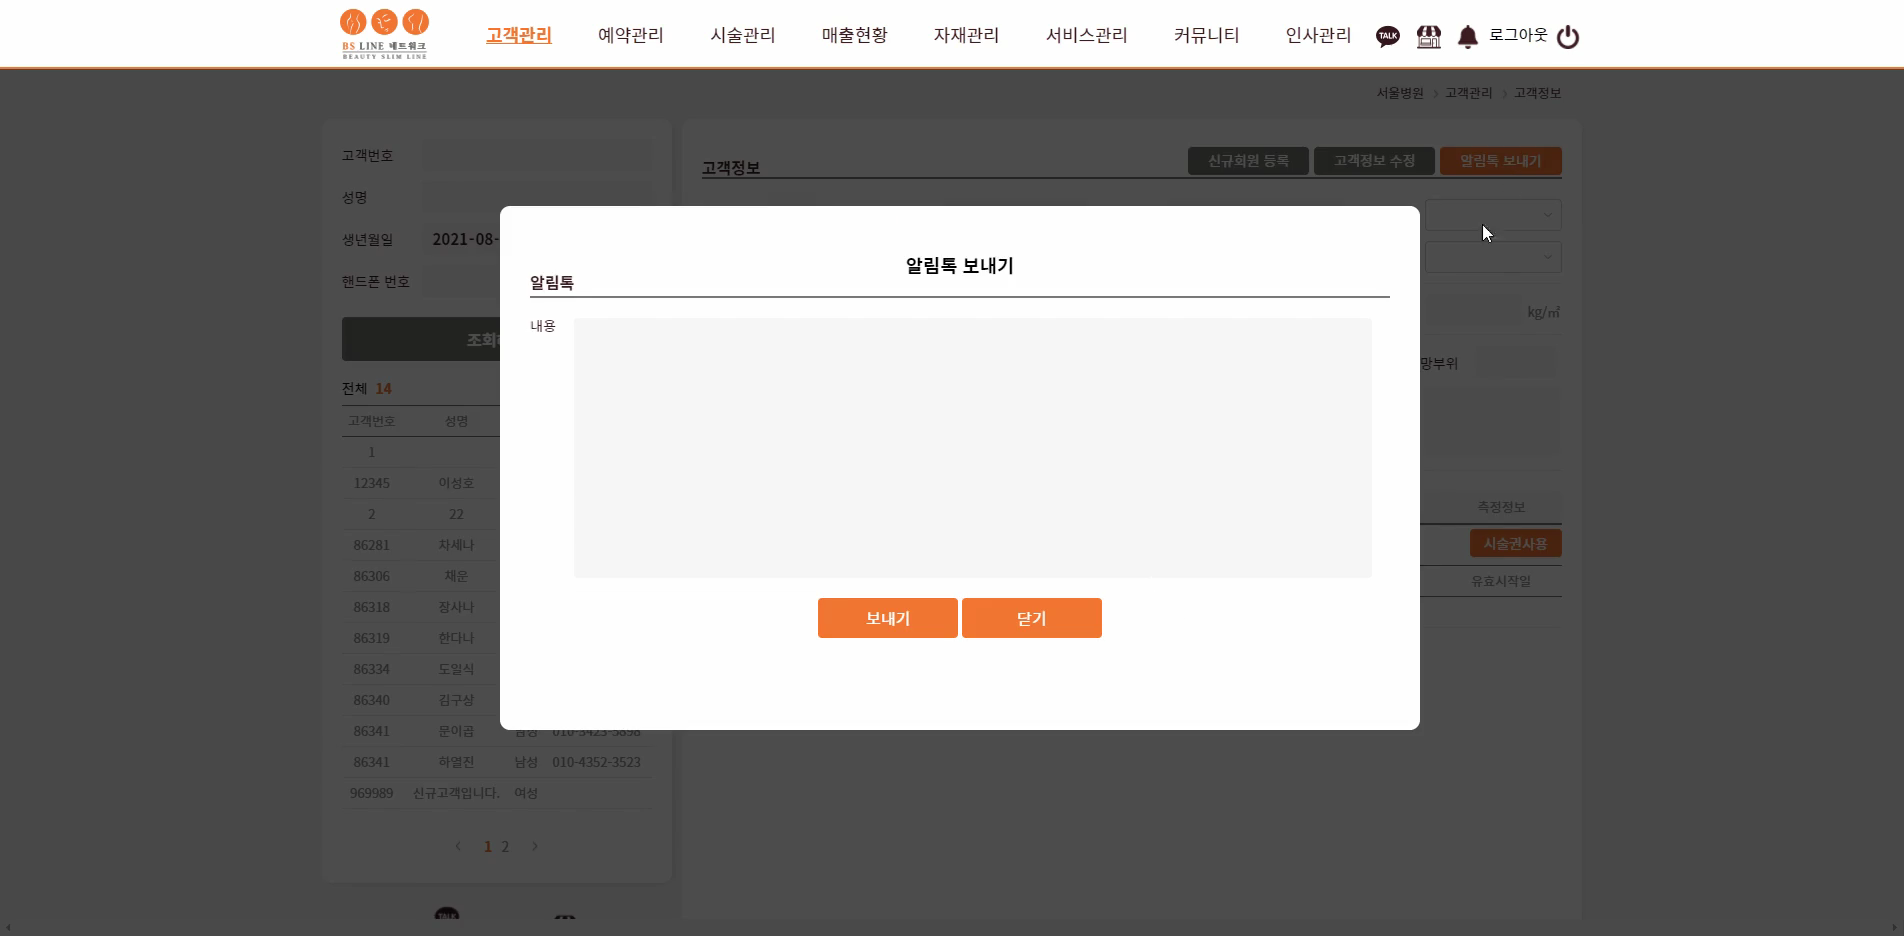 BS LINE 네트워크
BEAUTY SLIM LINE
고객관리 예약관리 시술관리 매출현황 자재관리 서비스관리 커뮤니티 인사관리 TALK 로그아웃
서울병원 > 고객관리 > 고객정보
고객번호
성명
생년월일 2021-08-
핸드폰 번호
조회
전체 14
고객번호 성명
1
12345 이성호
2 22
86281 차세나
86306 채운
86318 장사나
86319 한다나
86334 도일식
86340 김구상
86341 문이곱 남성 010-3423-5898
86341 하열진 남성 010-4352-3523
969989 신규고객입니다. 여성
< 1 2 >
TALK
고객정보 신규회원 등록 고객정보 수정 알림톡 보내기
kg/㎡
망부위
측정정보
시술권사용
유효시작일
알림톡 보내기
알림톡
내용
보내기 닫기